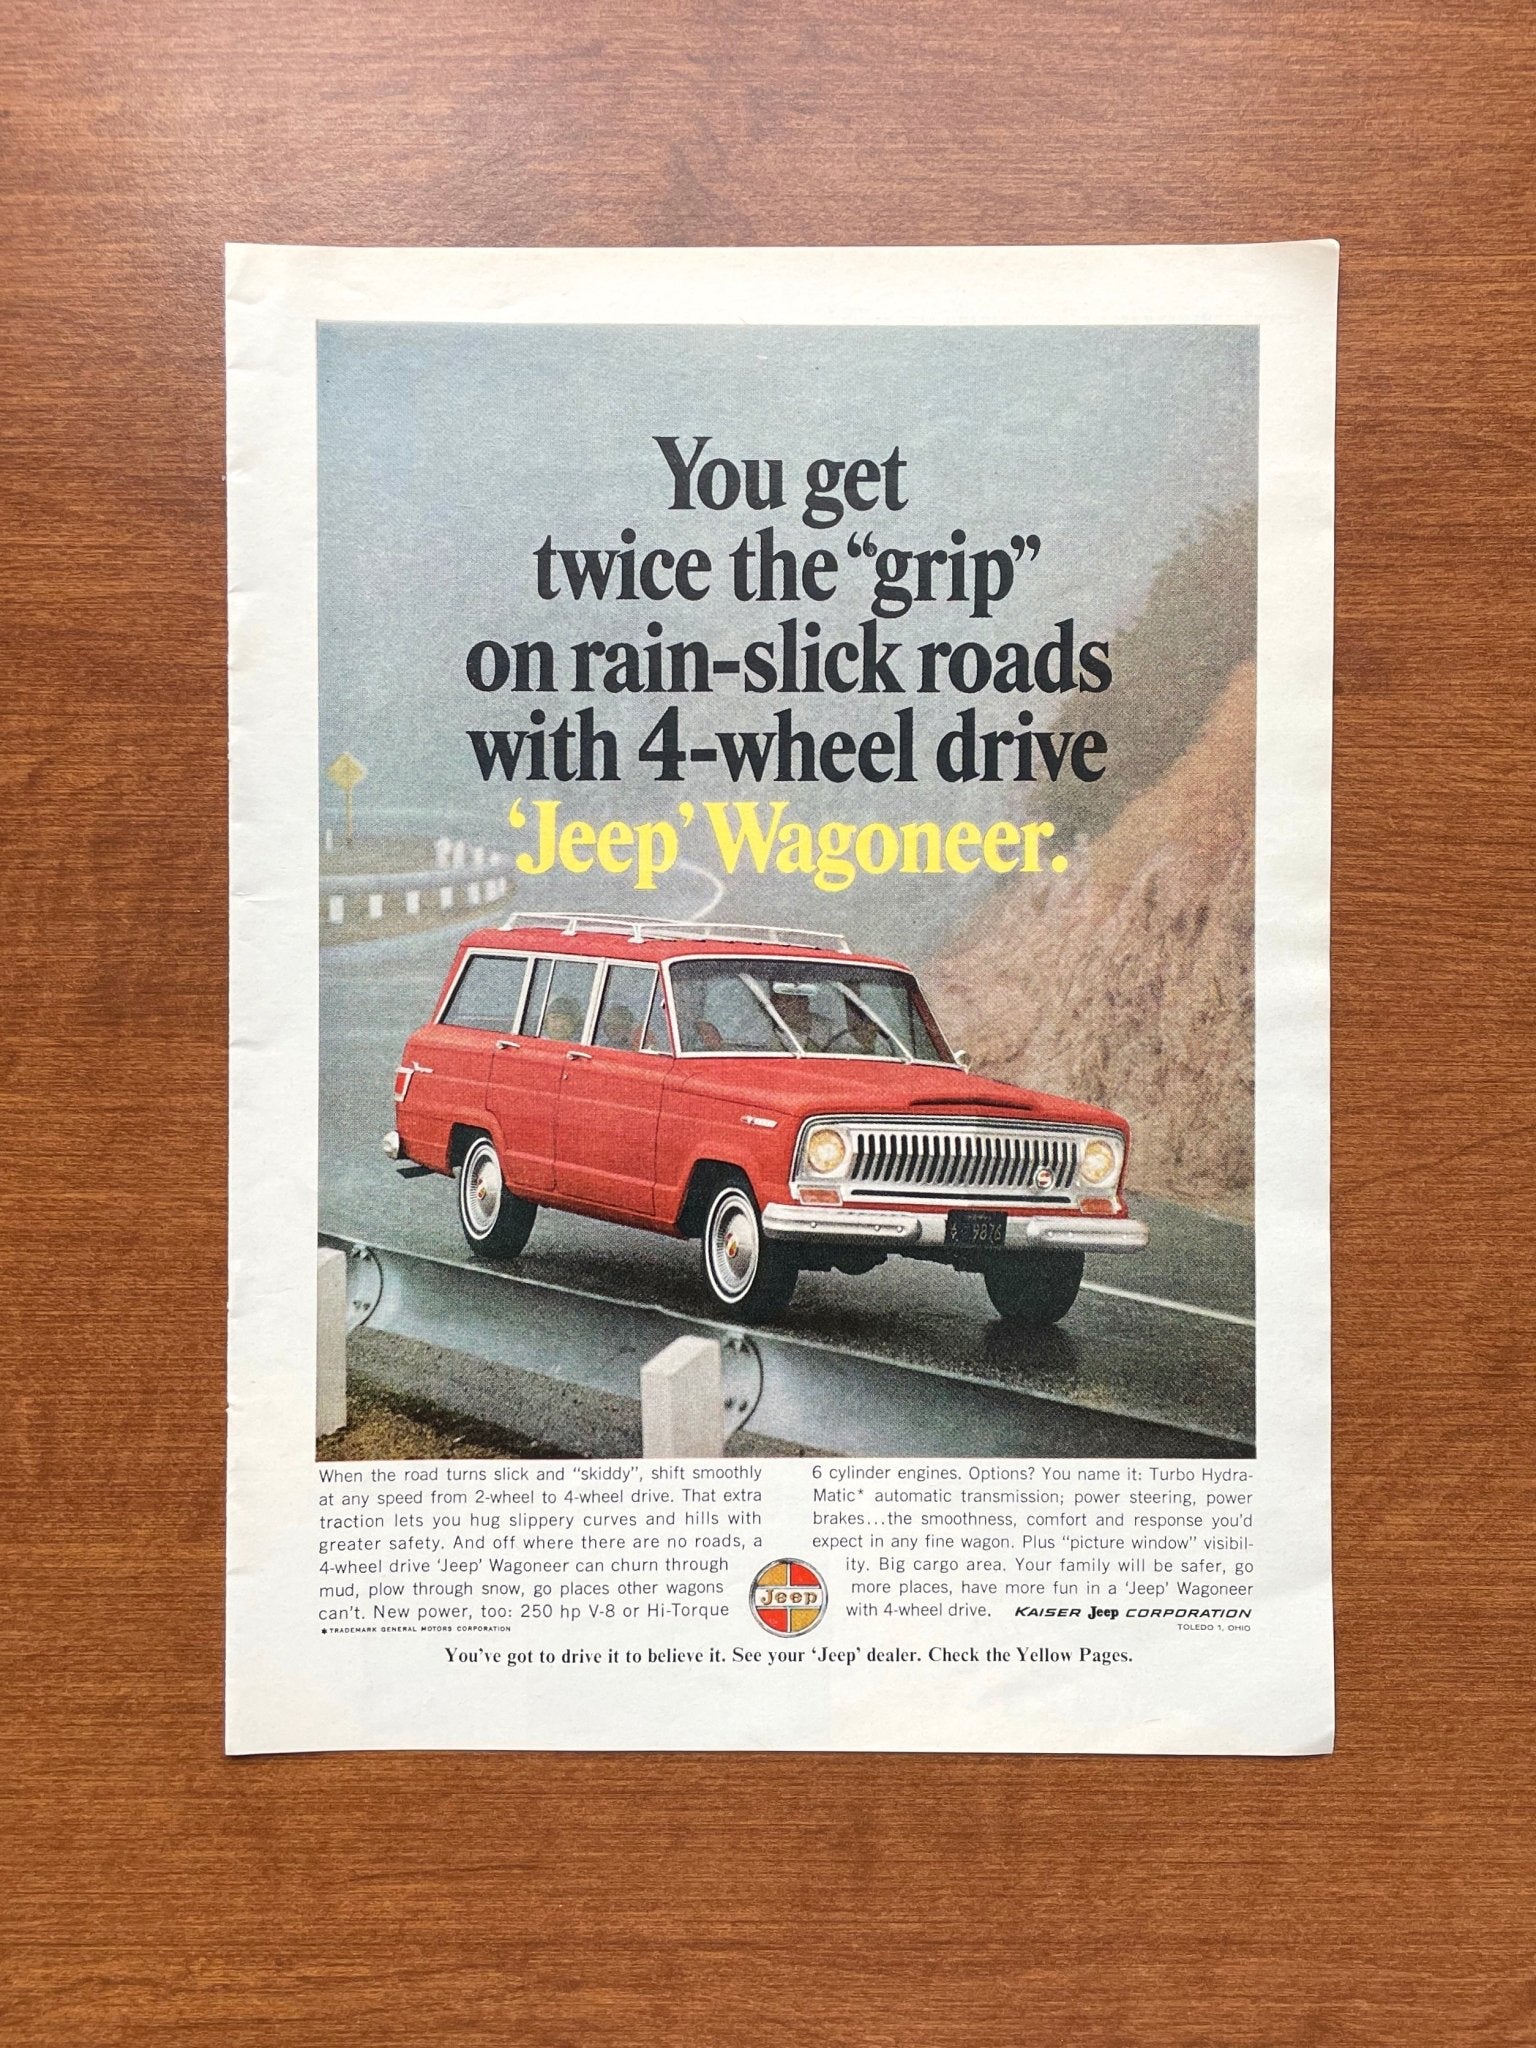 You get
twice the “grip”
on rain-slick roads
with 4-wheel drive
‘Jeep’ Wagoneer.
9876
When the road turns slick and “skiddy”, shift smoothly
at any speed from 2-wheel to 4-wheel drive. That extra
traction lets you hug slippery curves and hills with
greater safety. And off where there are no roads, a
4-wheel drive ‘Jeep’ Wagoneer can churn through
mud, plow through snow, go places other wagons
can’t. New power, too: 250 hp V-8 or Hi-Torque
* TRADEMARK GENERAL MOTORS CORPORATION
Jeep
6 cylinder engines. Options? You name it: Turbo Hydra-
Matic* automatic transmission; power steering, power
brakes...the smoothness, comfort and response you’d
expect in any fine wagon. Plus “picture window” visibil-
ity. Big cargo area. Your family will be safer, go
more places, have more fun in a ‘Jeep’ Wagoneer
with 4-wheel drive. KAISER Jeep CORPORATION
TOLEDO 1, OHIO
You’ve got to drive it to believe it. See your ‘Jeep’ dealer. Check the Yellow Pages.